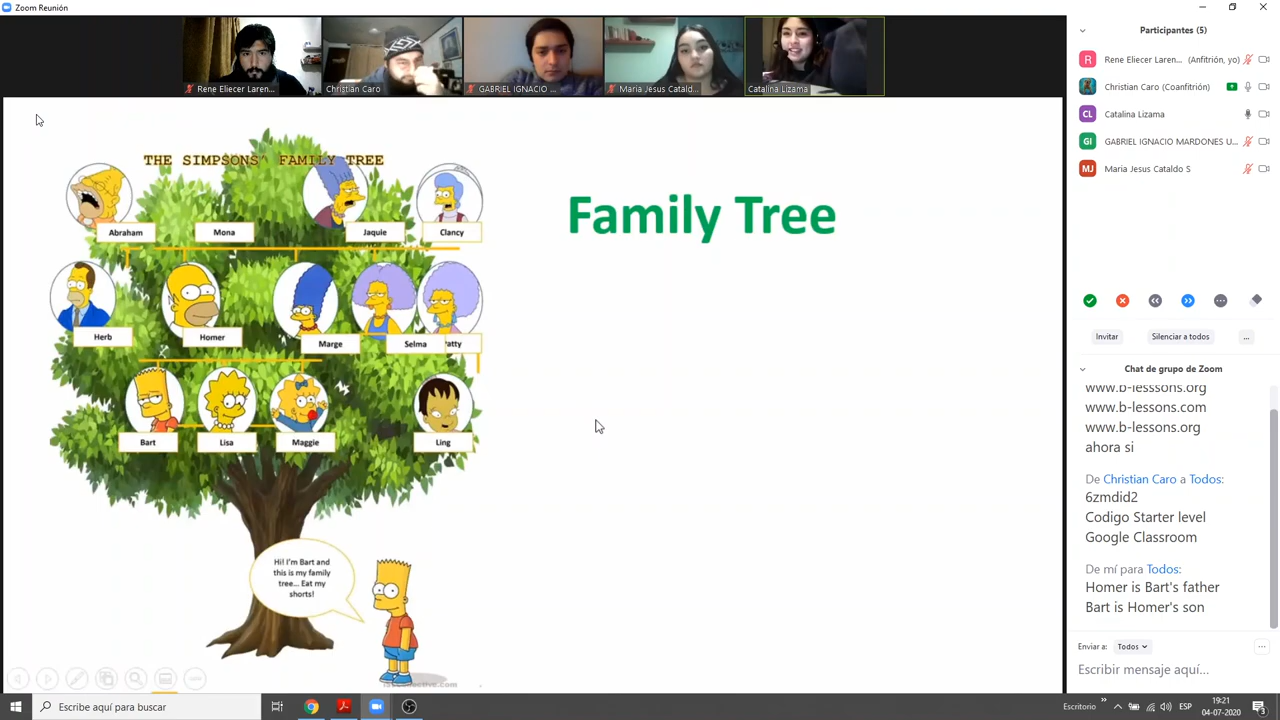 Zoom Reunión
Rene Eliecer Laren...
Christian Caro
GABRIEL IGNACIO ...
Maria Jesus Catald...
Catalina Lizama
THE SIMPSONS' FAMILY TREE
Abraham
Mona
Jaquie
Clancy
Herb
Homer
Marge
Selma
atty
Bart
Lisa
Maggie
Ling
Hi! I'm Bart and
this is my family
tree... Eat my
shorts!
Family Tree
Participantes (5)
R Rene Eliecer Laren... (Anfitrión, yo)
Christian Caro (Coanfitrión)
CL Catalina Lizama
GI GABRIEL IGNACIO MARDONES U...
MJ Maria Jesus Cataldo S
Invitar
Silenciar a todos
...
Chat de grupo de Zoom
www.b-lesssons.org
www.b-lessons.com
www.b-lessons.org
ahora si
De Christian Caro a Todos:
6zmdid2
Codigo Starter level
Google Classroom
De mí para Todos:
Homer is Bart's father
Bart is Homer's son
Enviar a: Todos
Escribir mensaje aquí...
Escribe aquí para buscar
Escritorio
ESP
19:21
04-07-2020
3